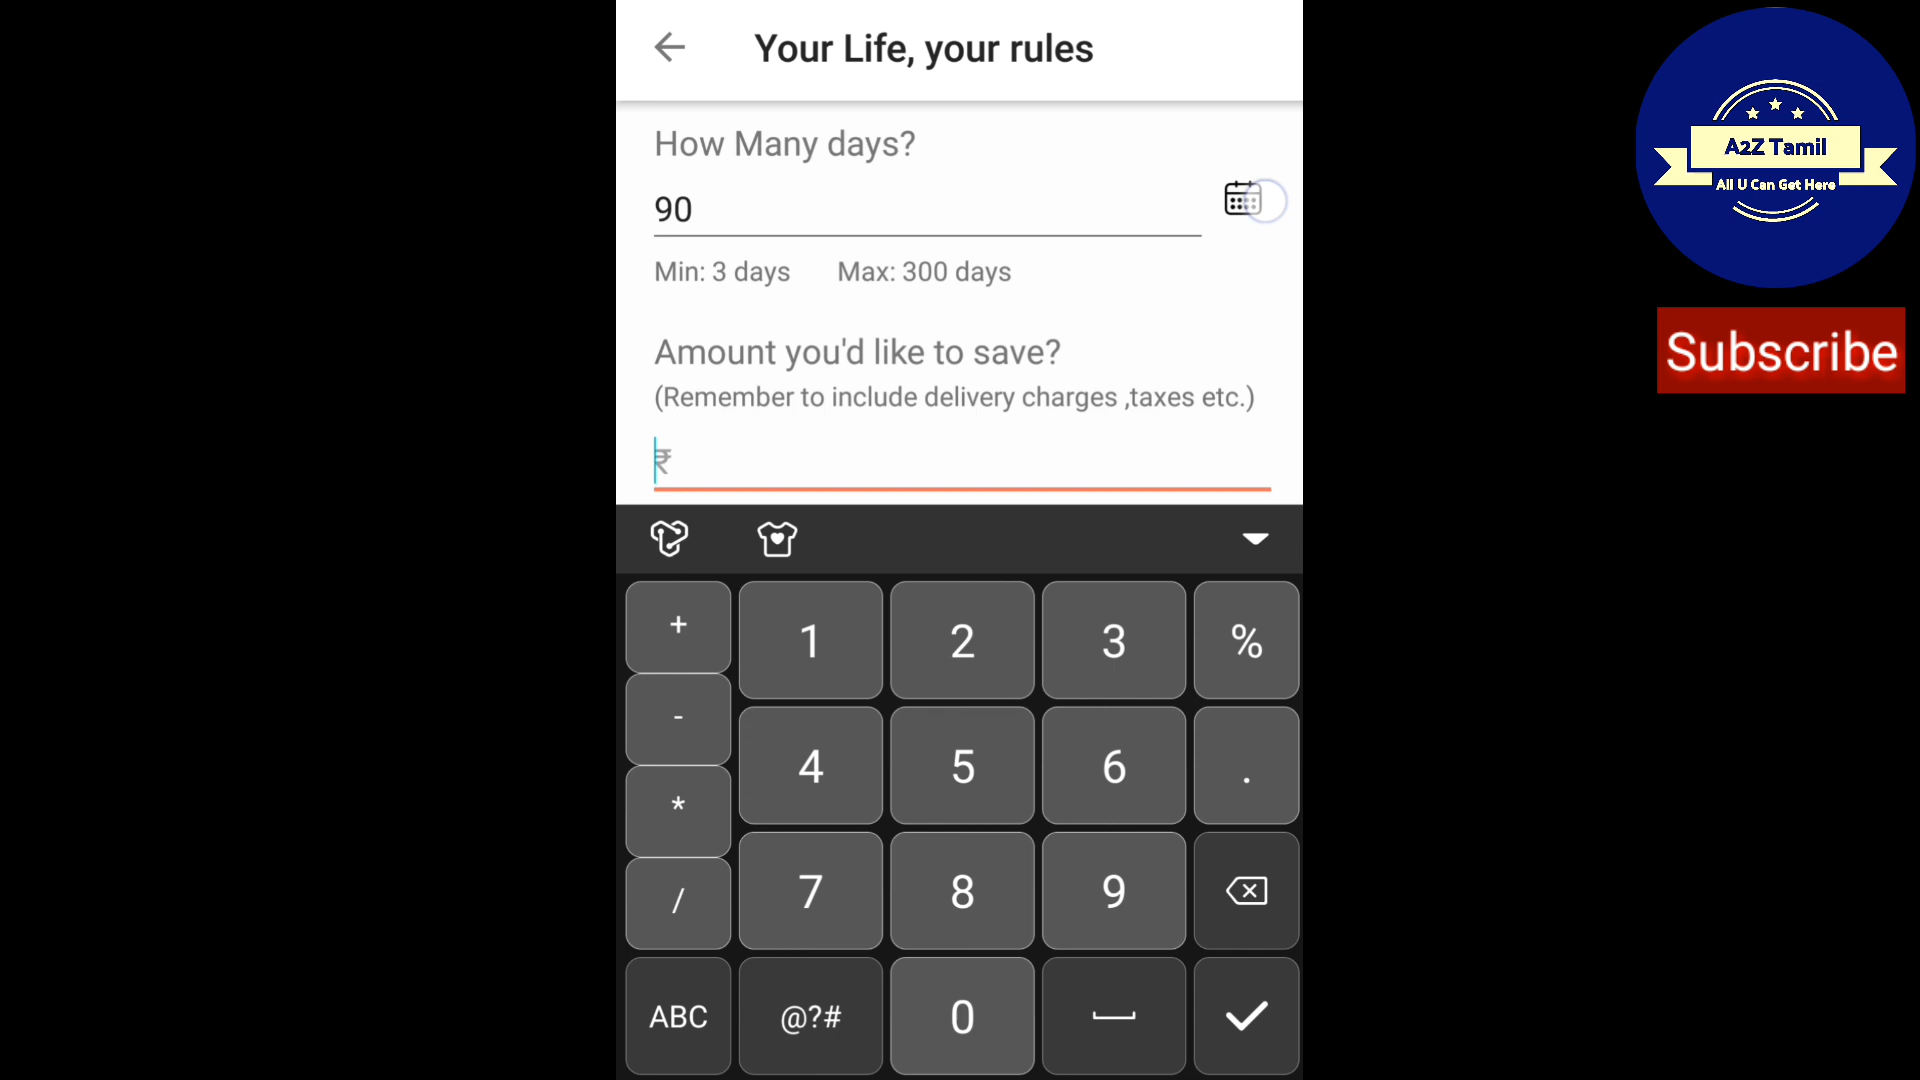 Your Life, your rules
How Many days?
90
Min: 3 days Max: 300 days
Amount you'd like to save?
(Remember to include delivery charges ,taxes etc.)
₹
+ 1 2 3 %
- 4 5 6 .
*
/ 7 8 9
ABC @?# 0
A2Z Tamil
All U Can Get Here
Subscribe